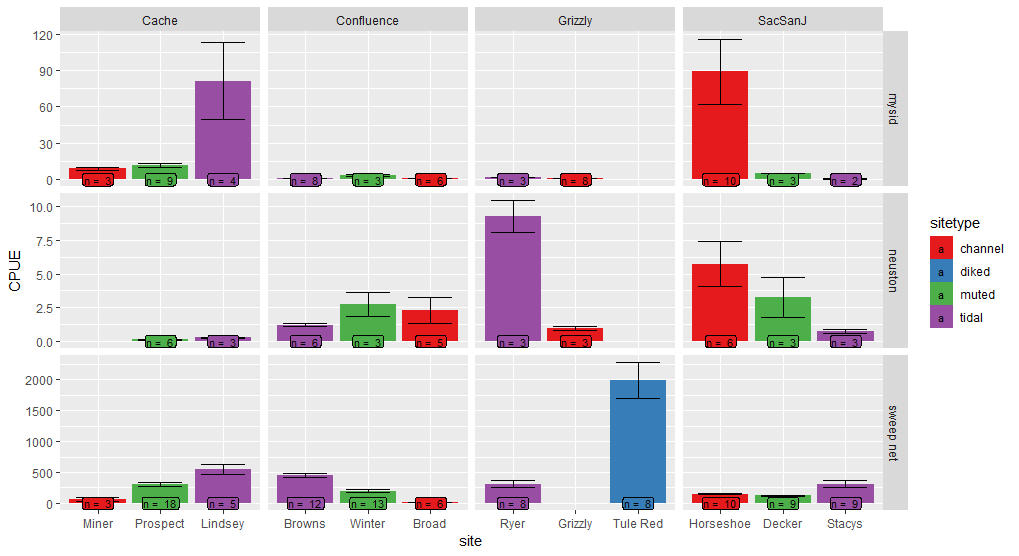 Cache Confluence Grizzly SacSanJ
120
90
60
30
0
n = 3 n = 9 n = 4 n = 8 n = 3 n = 6 n = 3 n = 8 n = 10 n = 3 n = 2
mysid
10.0
7.5
5.0
2.5
0.0
n = 6 n = 3 n = 6 n = 3 n = 5 n = 3 n = 3 n = 6 n = 3 n = 3
neuston
CPUE
2000
1500
1000
500
0
n = 3 n = 18 n = 5 n = 12 n = 13 n = 6 n = 8 n = 8 n = 10 n = 9 n = 9
sweep net
Miner Prospect Lindsey Browns Winter Broad Ryer Grizzly Tule Red Horseshoe Decker Stacys
site
sitetype
a channel
a diked
a muted
a tidal